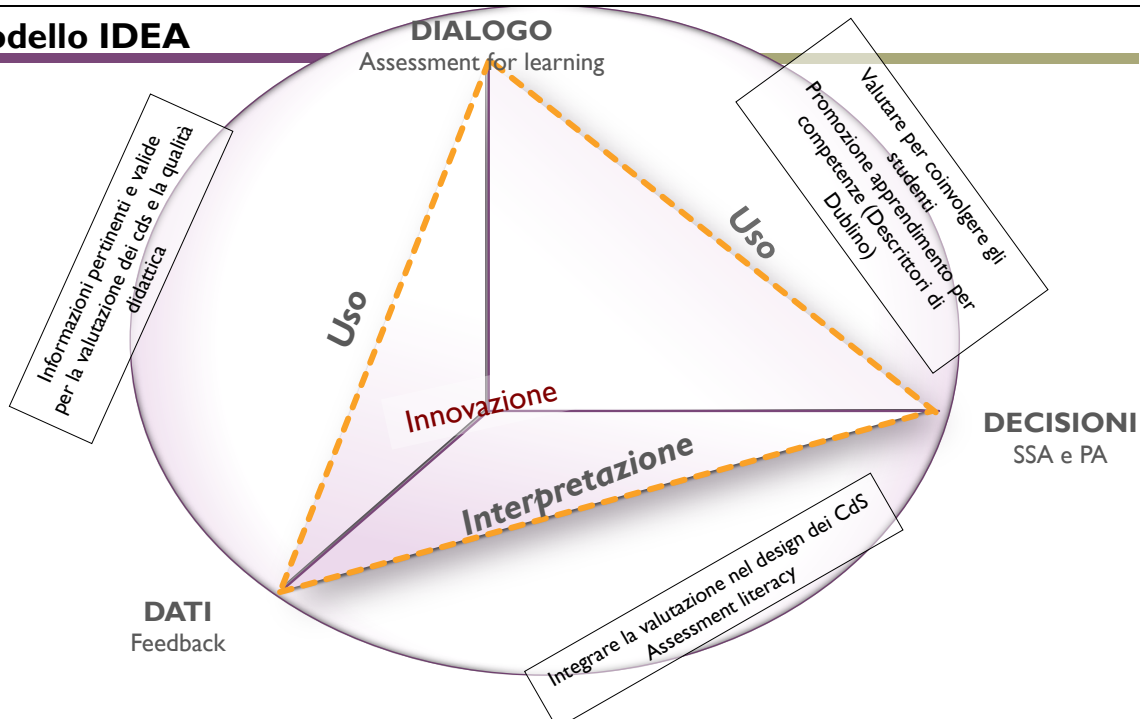 odello IDEA
DIALOGO
Assessment for learning
Informazioni pertinenti e valide
per la valutazione dei cds e la qualità
didattica
Valutare per coinvolgere gli
studenti
Promozione apprendimento per
competenze (Descrittori di
Dublino)
Uso
Uso
Innovazione
Interpretazione
DECISIONI
SSA e PA
DATI
Feedback
Integrare la valutazione nel design dei CdS
Assessment literacy